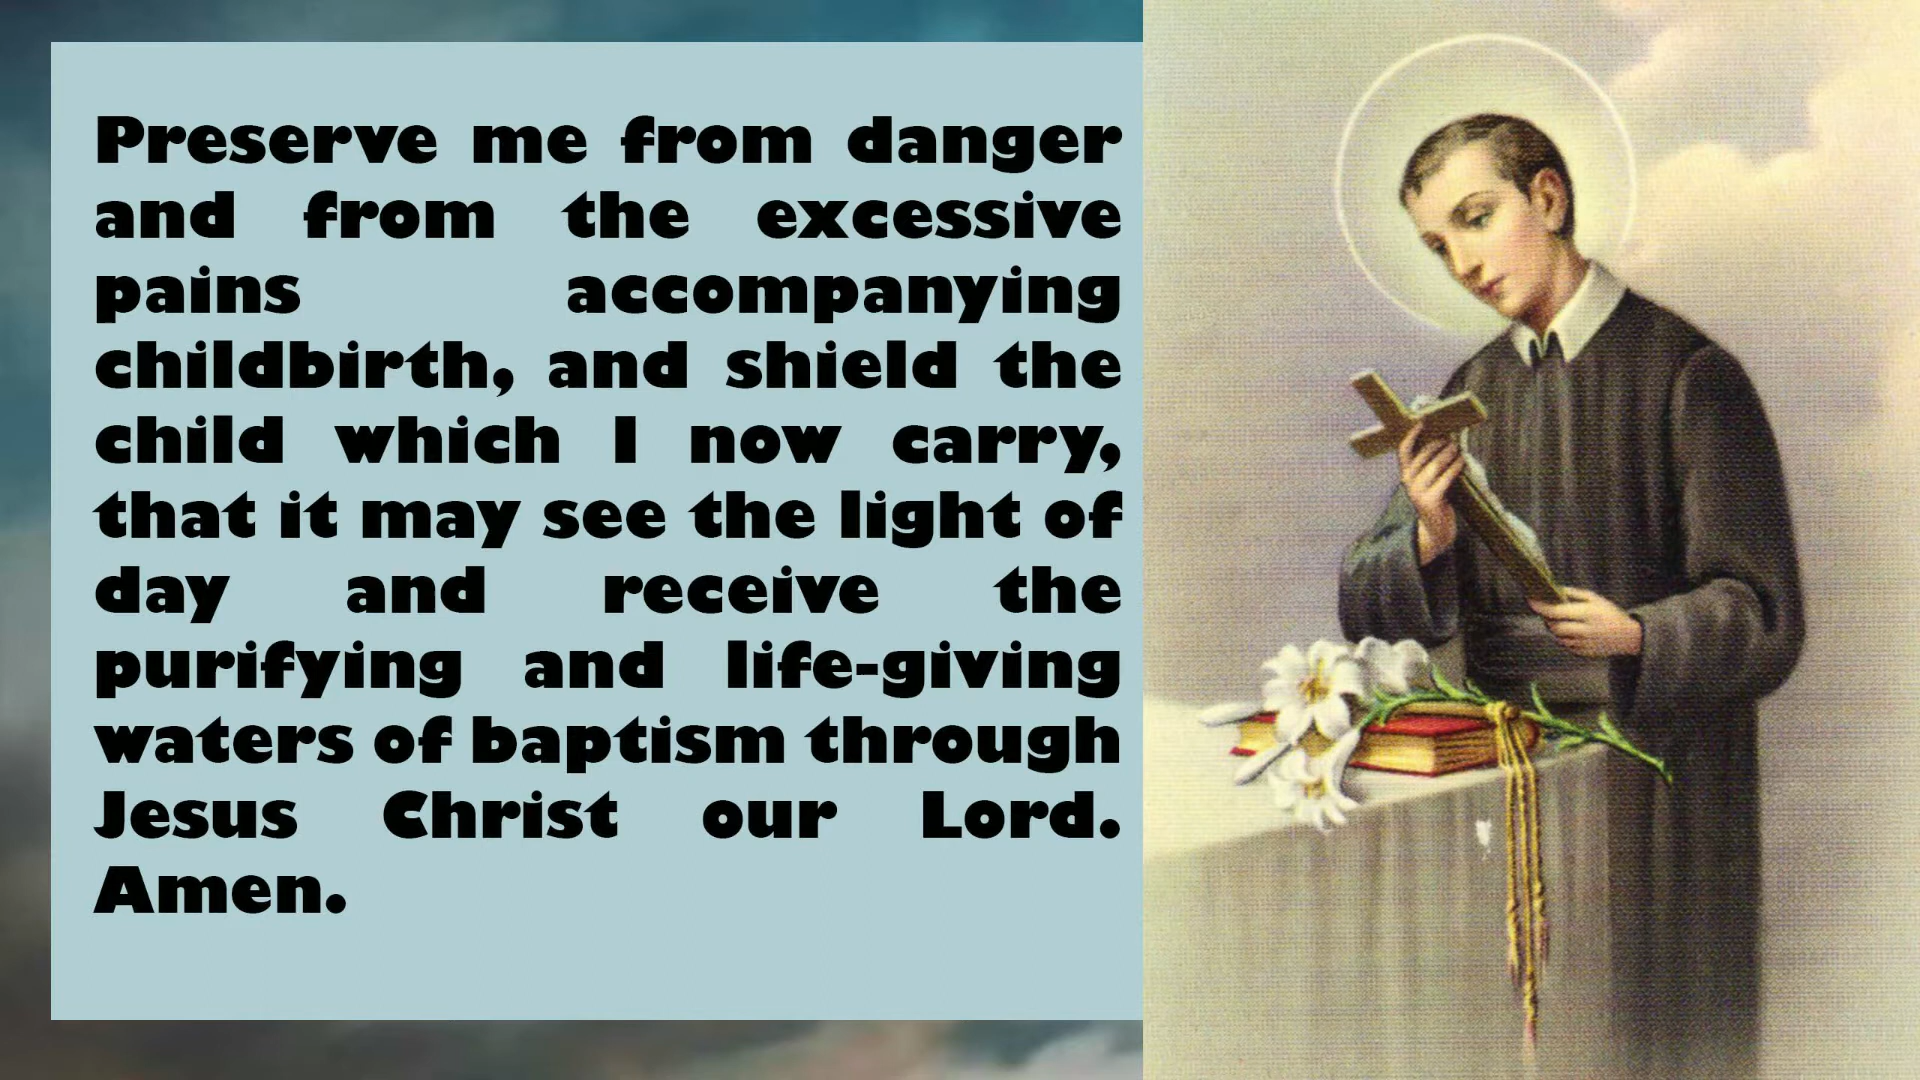 Preserve me from danger
and from the excessive
pains accompanying
childbirth, and shield the
child which I now carry,
that it may see the light of
day and receive the
purifying and life-giving
waters of baptism through
Jesus Christ our Lord.
Amen.